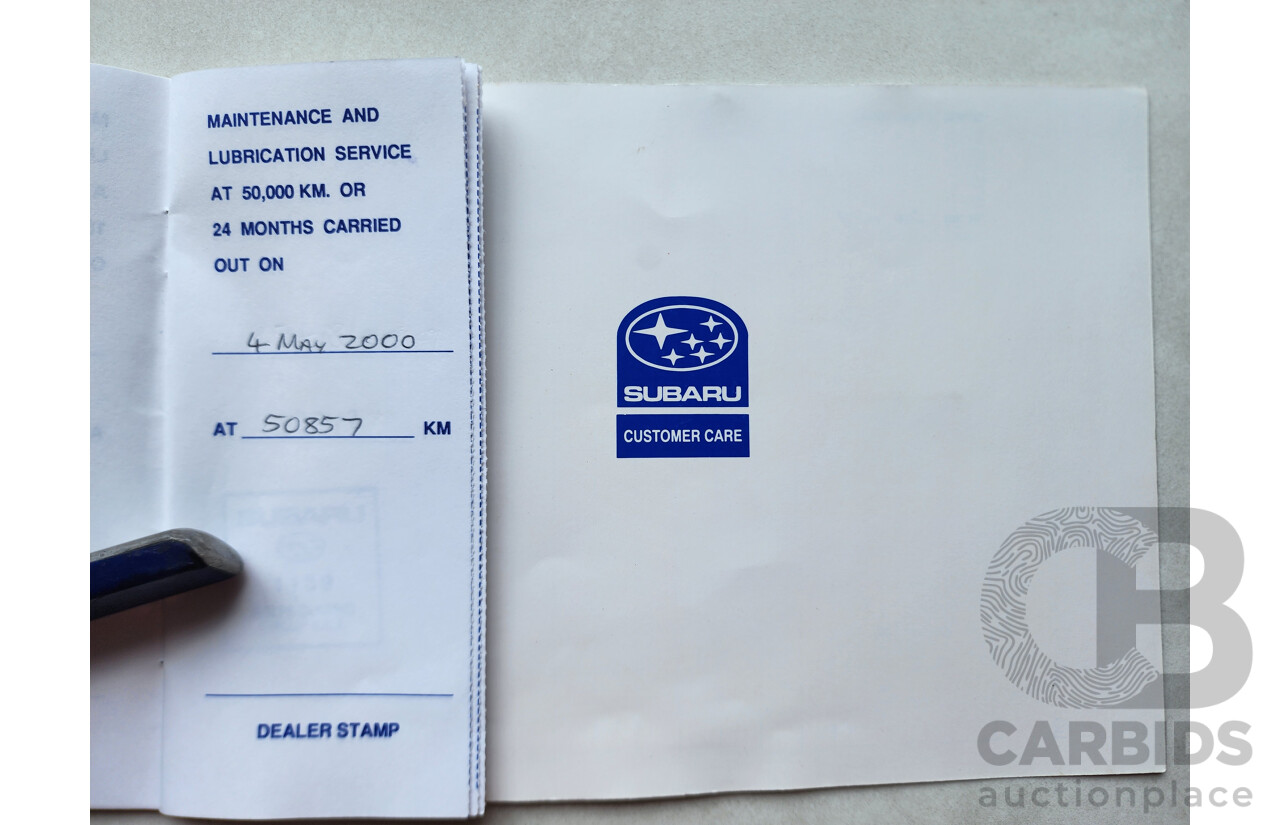 MAINTENANCE AND
LUBRICATION SERVICE
AT 50,000 KM. OR
24 MONTHS CARRIED
OUT ON
4 May 2000
AT 50857 KM
DEALER STAMP
SUBARU
CUSTOMER CARE
CB
CARBIDS
auctionplace